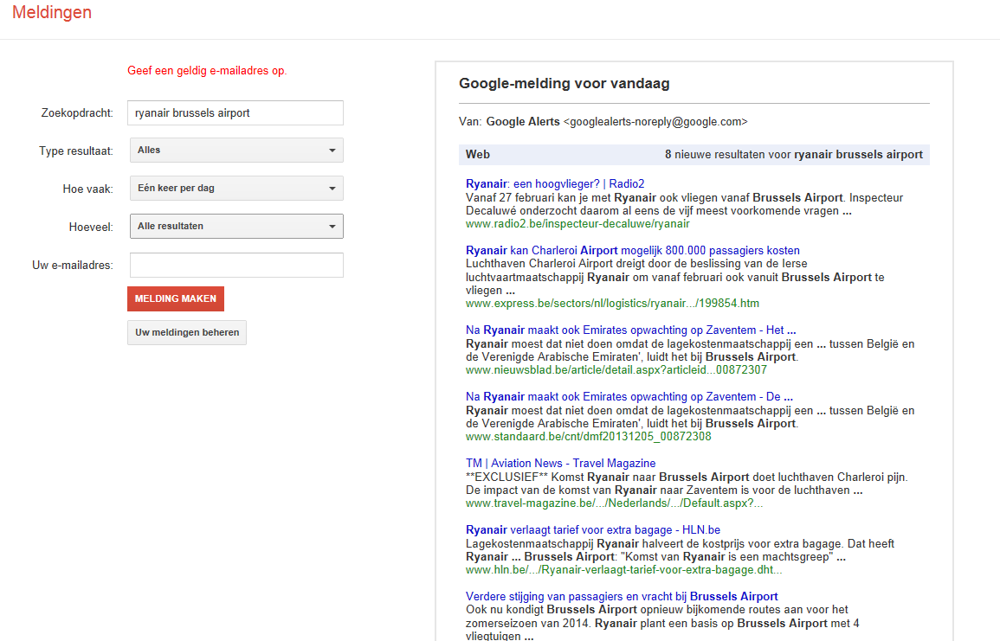 Meldingen
Geef een geldig e-mailadres op.
Zoekopdracht: ryanair brussels airport
Type resultaat: Alles
Hoe vaak: Eén keer per dag
Hoeveel: Alle resultaten
Uw e-mailadres:
MELDING MAKEN
Uw meldingen beheren
Google-melding voor vandaag
Van: Google Alerts <googlealerts-noreply@google.com>
Web 8 nieuwe resultaten voor ryanair brussels airport
Ryanair: een hoogvlieger? | Radio2
Vanaf 27 februari kan je met Ryanair ook vliegen vanaf Brussels Airport. Inspecteur
Decaluwé onderzocht daarom al eens de vijf meest voorkomende vragen ...
www.radio2.be/inspecteur-decaluwe/ryanair
Ryanair kan Charleroi Airport mogelijk 800.000 passagiers kosten
Luchthaven Charleroi Airport dreigt door de beslissing van de Ierse
luchtvaartmaatschappij Ryanair om vanaf februari ook vanuit Brussels Airport te
vliegen ...
www.express.be/sectors/nl/logistics/ryanair.../199854.htm
Na Ryanair maakt ook Emirates opwachting op Zaventem - Het ...
Ryanair moest dat niet doen omdat de lagekostenmaatschappij een ... tussen België en
de Verenigde Arabische Emiraten', luidt het bij Brussels Airport.
www.nieuwsblad.be/article/detail.aspx?articleid...00872307
Na Ryanair maakt ook Emirates opwachting op Zaventem - De ...
Ryanair moest dat niet doen omdat de lagekostenmaatschappij een ... tussen België en
de Verenigde Arabische Emiraten', luidt het bij Brussels Airport.
www.standaard.be/cnt/dmf20131205_00872308
TM | Aviation News - Travel Magazine
**EXCLUSIEF** Komst Ryanair naar Brussels Airport doet luchthaven Charleroi pijn.
De impact van de komst van Ryanair naar Zaventem is voor de luchthaven ...
www.travel-magazine.be/.../Nederlands/.../Default.aspx?...
Ryanair verlaagt tarief voor extra bagage - HLN.be
Lagekostenmaatschappij Ryanair halveert de kostprijs voor extra bagage. Dat heeft
Ryanair ... Brussels Airport: "Komst van Ryanair is een machtsgreep" ...
www.hln.be/.../Ryanair-verlaagt-tarief-voor-extra-bagage.dht...
Verdere stijging van passagiers en vracht bij Brussels Airport
Ook nu kondigt Brussels Airport opnieuw bijkomende routes aan voor het
zomerseizoen van 2014. Ryanair plant een basis op Brussels Airport met 4
vliegtuigen ...